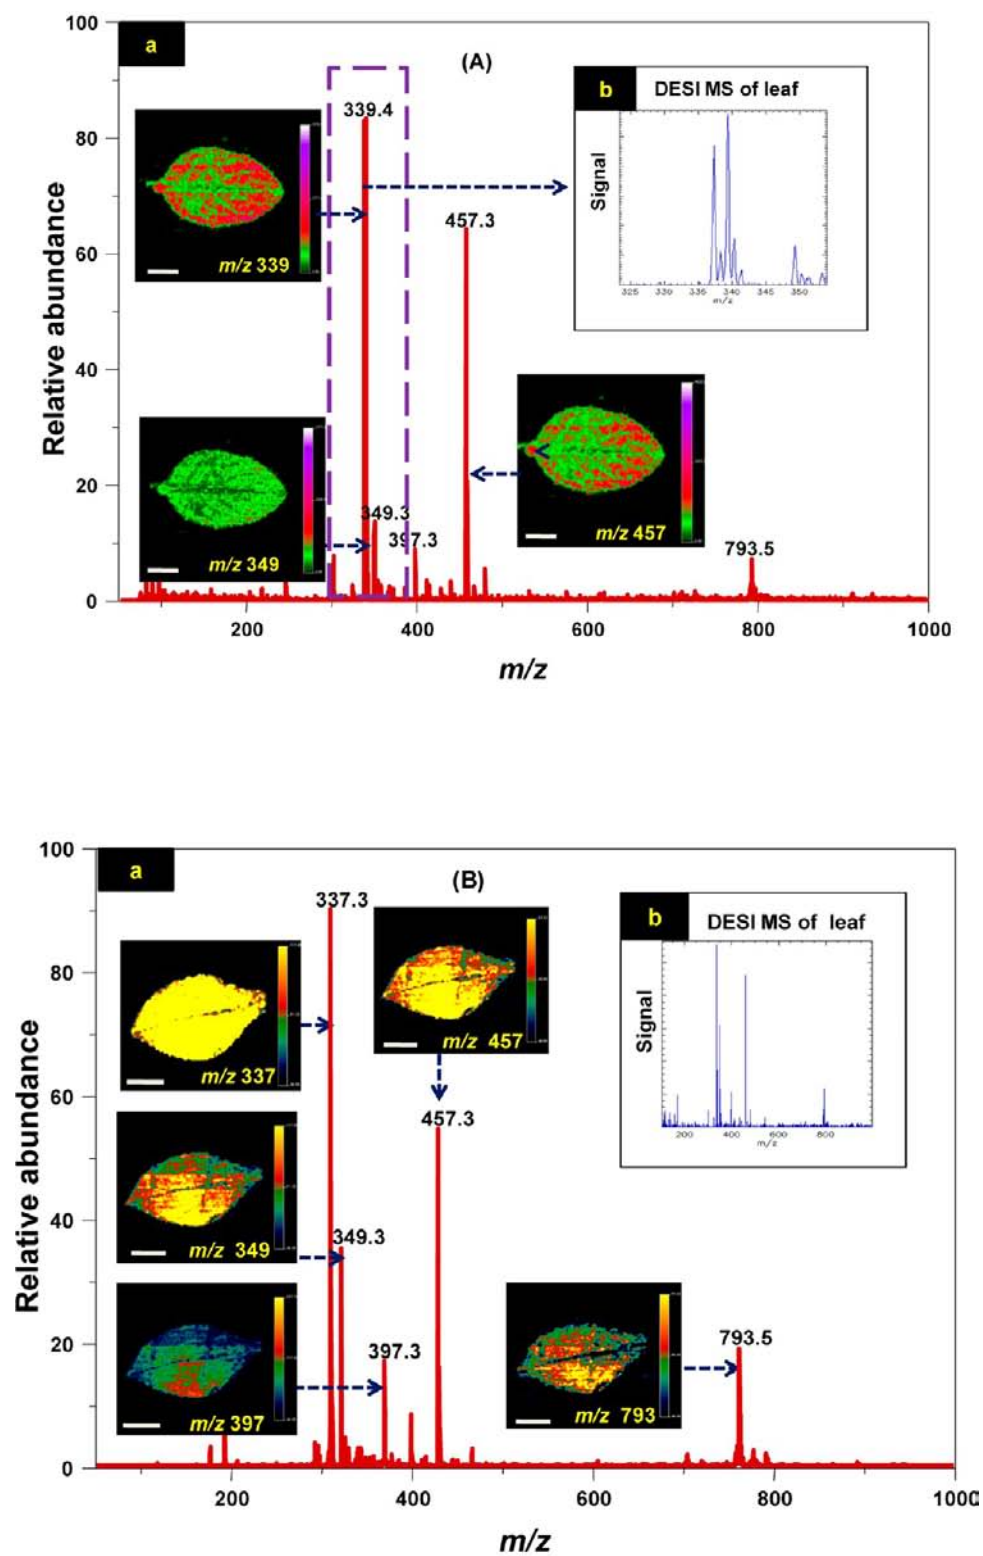 100
a
(A)
b
DESI MS of leaf
339.4
80
Signal
m/z 339
457.3
60
325 330 335 340 345 350
m/z
Relative abundance
40
20
349.3
397.3
m/z 457
m/z 349
793.5
0
200 400 600 800 1000
m/z
100
a
(B)
b
337.3
DESI MS of leaf
80
Signal
m/z 457
m/z 337
60
457.3
200 400 600 800
m/z
Relative abundance
40
349.3
m/z 349
20
397.3
793.5
m/z 397
m/z 793
0
200 400 600 800 1000
m/z